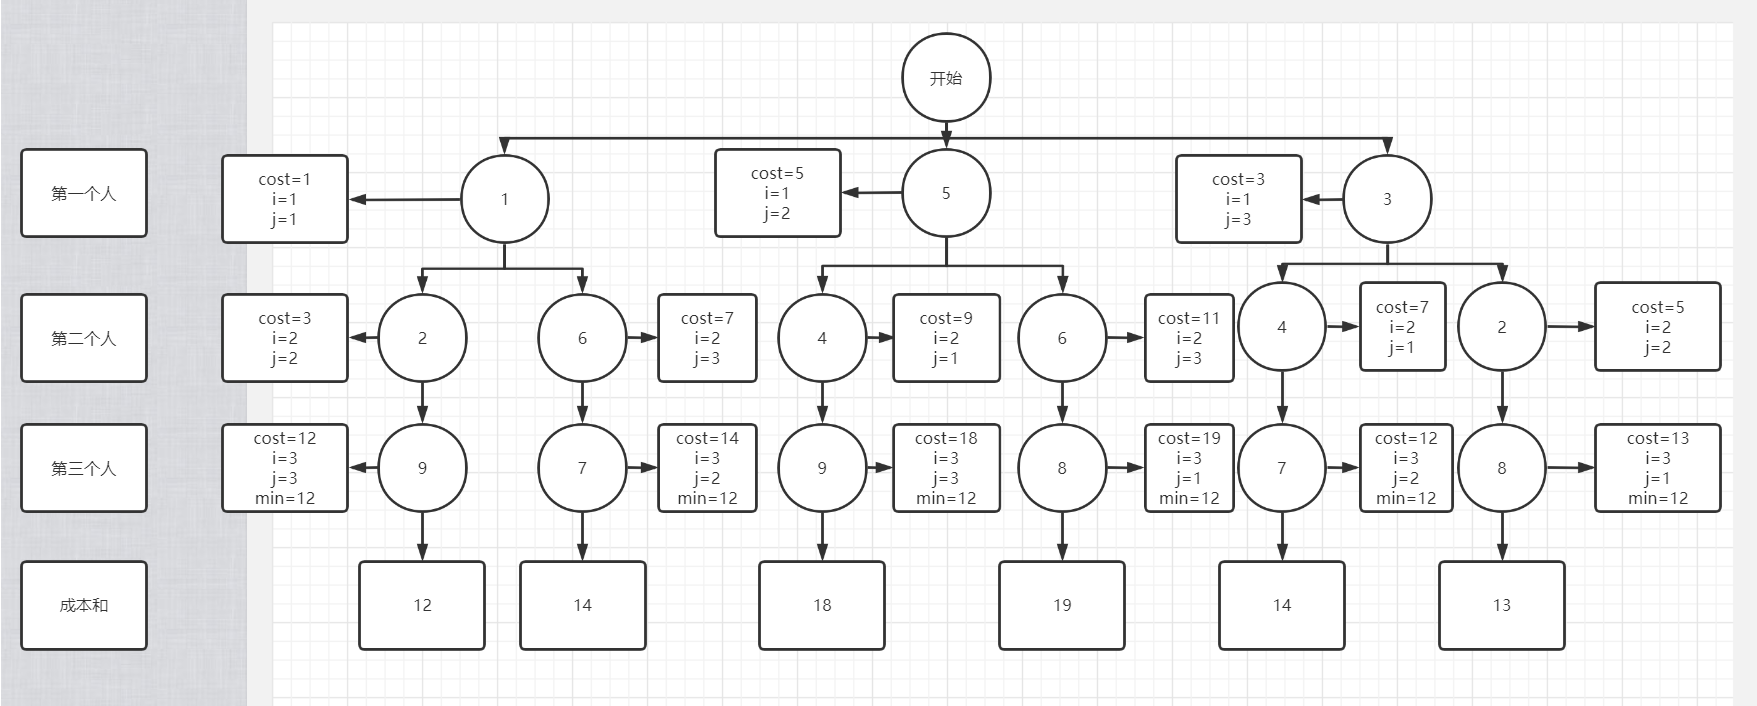 开始
第一个人
cost=1
i=1
j=1
1
cost=5
i=1
j=2
5
cost=3
i=1
j=3
3
第二个人
cost=3
i=2
j=2
2
6
cost=7
i=2
j=3
4
cost=9
i=2
j=1
6
cost=11
i=2
j=3
4
cost=7
i=2
j=1
2
cost=5
i=2
j=2
第三个人
cost=12
i=3
j=3
min=12
9
7
cost=14
i=3
j=2
min=12
9
cost=18
i=3
j=3
min=12
8
cost=19
i=3
j=1
min=12
7
cost=12
i=3
j=2
min=12
8
cost=13
i=3
j=1
min=12
成本和
12
14
18
19
14
13